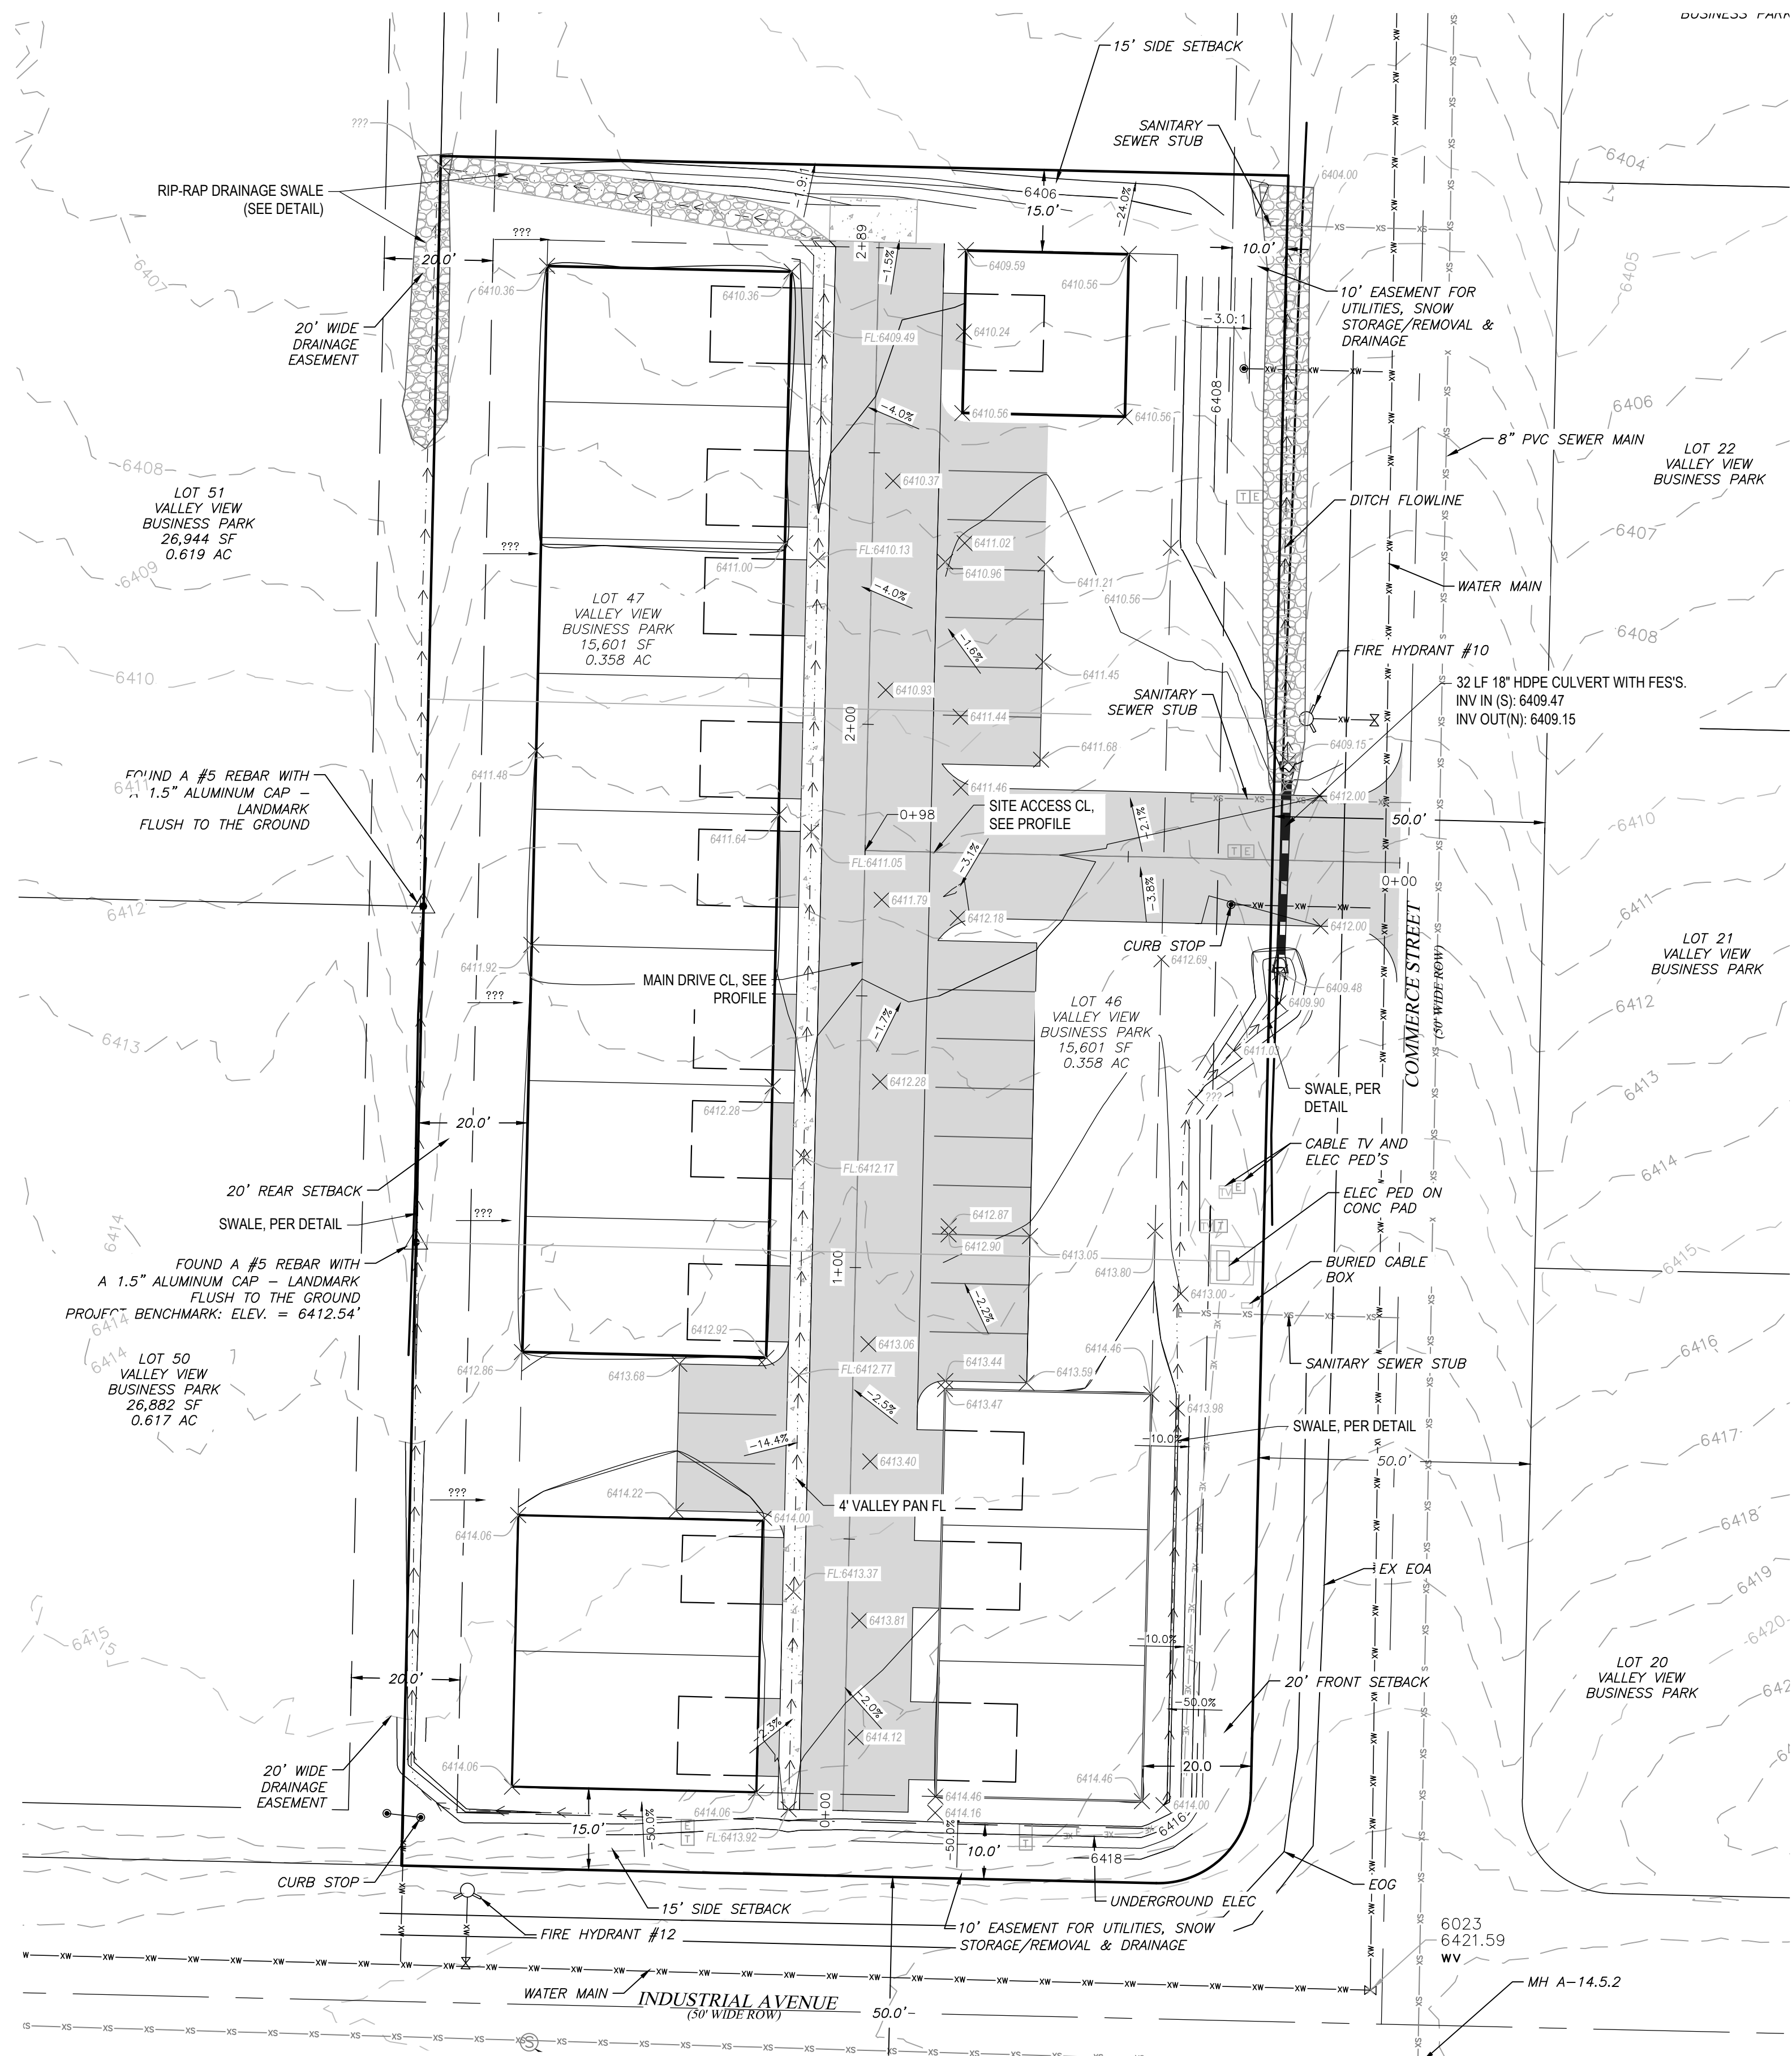 BUSINESS PARK
15' SIDE SETBACK
SANITARY
SEWER STUB
???
6404
6404.00
RIP-RAP DRAINAGE SWALE
(SEE DETAIL)
-24.0%
6406
15.0'
???
20.0'
2+89
-1.5%
10.0'
6405
6407
6410.36
6410.36
6409.59
6410.56
10' EASEMENT FOR
UTILITIES, SNOW
STORAGE/REMOVAL &
DRAINAGE
20' WIDE
DRAINAGE
EASEMENT
FL:6409.49
6410.24
-3.0:1
6408
6406
-4.0%
6410.56
6410.56
8" PVC SEWER MAIN
LOT 22
VALLEY VIEW
BUSINESS PARK
6408
6410.37
T E
DITCH FLOWLINE
LOT 51
VALLEY VIEW
BUSINESS PARK
26,944 SF
0.619 AC
6407
???
FL:6410.13
6411.02
6410.96
6411.00
6411.21
6410.56
6409
WATER MAIN
-4.0%
LOT 47
VALLEY VIEW
BUSINESS PARK
15,601 SF
0.358 AC
-1.6%
6408
FIRE HYDRANT #10
6410
6410.93
6411.45
SANITARY
SEWER STUB
32 LF 18" HDPE CULVERT WITH FES'S.
INV IN (S): 6409.47
INV OUT(N): 6409.15
2+00
6411.44
6411.68
6409.15
FOUND A #5 REBAR WITH
A 1.5" ALUMINUM CAP –
LANDMARK
FLUSH TO THE GROUND
6411
6411.48
6411.46
6412.00
0+98
SITE ACCESS CL,
SEE PROFILE
-2.1%
50.0'
6410
6411.64
FL:6411.05
-3.1%
T E
-3.8%
0+00
6412
6411.79
6412.18
6412.00
6411
CURB STOP
6412.69
COMMERCE STREET
(50' WIDE ROW)
LOT 21
VALLEY VIEW
BUSINESS PARK
6411.92
MAIN DRIVE CL, SEE
PROFILE
???
6409.48
6409.90
6412
-1.7%
LOT 46
VALLEY VIEW
BUSINESS PARK
15,601 SF
0.358 AC
6413
6412.28
6412.28
???
SWALE, PER
DETAIL
6413
20.0'
CABLE TV AND
ELEC PED'S
FL:6412.17
6414
20' REAR SETBACK
TV E
ELEC PED ON
CONC PAD
SWALE, PER DETAIL
???
6412.87
6412.90
6414
FOUND A #5 REBAR WITH
A 1.5" ALUMINUM CAP – LANDMARK
FLUSH TO THE GROUND
PROJECT BENCHMARK: ELEV. = 6412.54'
6413.05
6413.80
1+00
BURIED CABLE
BOX
6415
6413.00
-2.2%
6414
6414
6412.92
6413.06
6414.46
6416
6412.86
6413.68
FL:6412.77
6413.44
6413.59
SANITARY SEWER STUB
LOT 50
VALLEY VIEW
BUSINESS PARK
26,882 SF
0.617 AC
-2.5%
6413.47
6413.98
SWALE, PER DETAIL
-14.4%
-10.0%
6417
6413.40
50.0'
???
6414.22
4' VALLEY PAN FL
6414.06
6414.00
6418
FL:6413.37
EX EOA
6419
6413.81
6415
-10.0%
6420
20.0'
-2.0%
20' FRONT SETBACK
LOT 20
VALLEY VIEW
BUSINESS PARK
-50.0%
-2.3%
6414.12
20' WIDE
DRAINAGE
EASEMENT
6414.06
6414.46
20.0
6414.06
6414.46
6414.16
6414.00
0+00
15.0'
-50.0%
E
T
FL:6413.92
-50.0%
T
10.0'
6416
6418
CURB STOP
EOG
UNDERGROUND ELEC
15' SIDE SETBACK
FIRE HYDRANT #12
10' EASEMENT FOR UTILITIES, SNOW
STORAGE/REMOVAL & DRAINAGE
6023
6421.59
WV
WATER MAIN
INDUSTRIAL AVENUE
(50' WIDE ROW)
50.0'
MH A-14.5.2
S